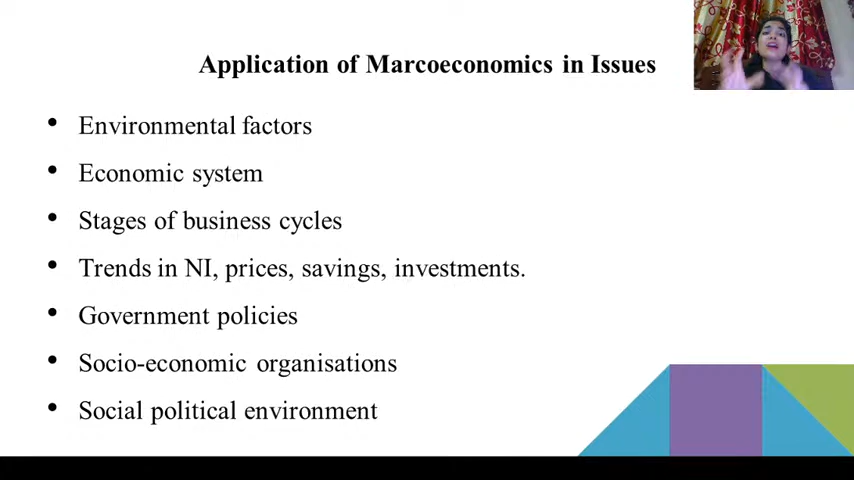 Application of Marcoeconomics in Issues
• Environmental factors
• Economic system
• Stages of business cycles
• Trends in NI, prices, savings, investments.
• Government policies
• Socio-economic organisations
• Social political environment